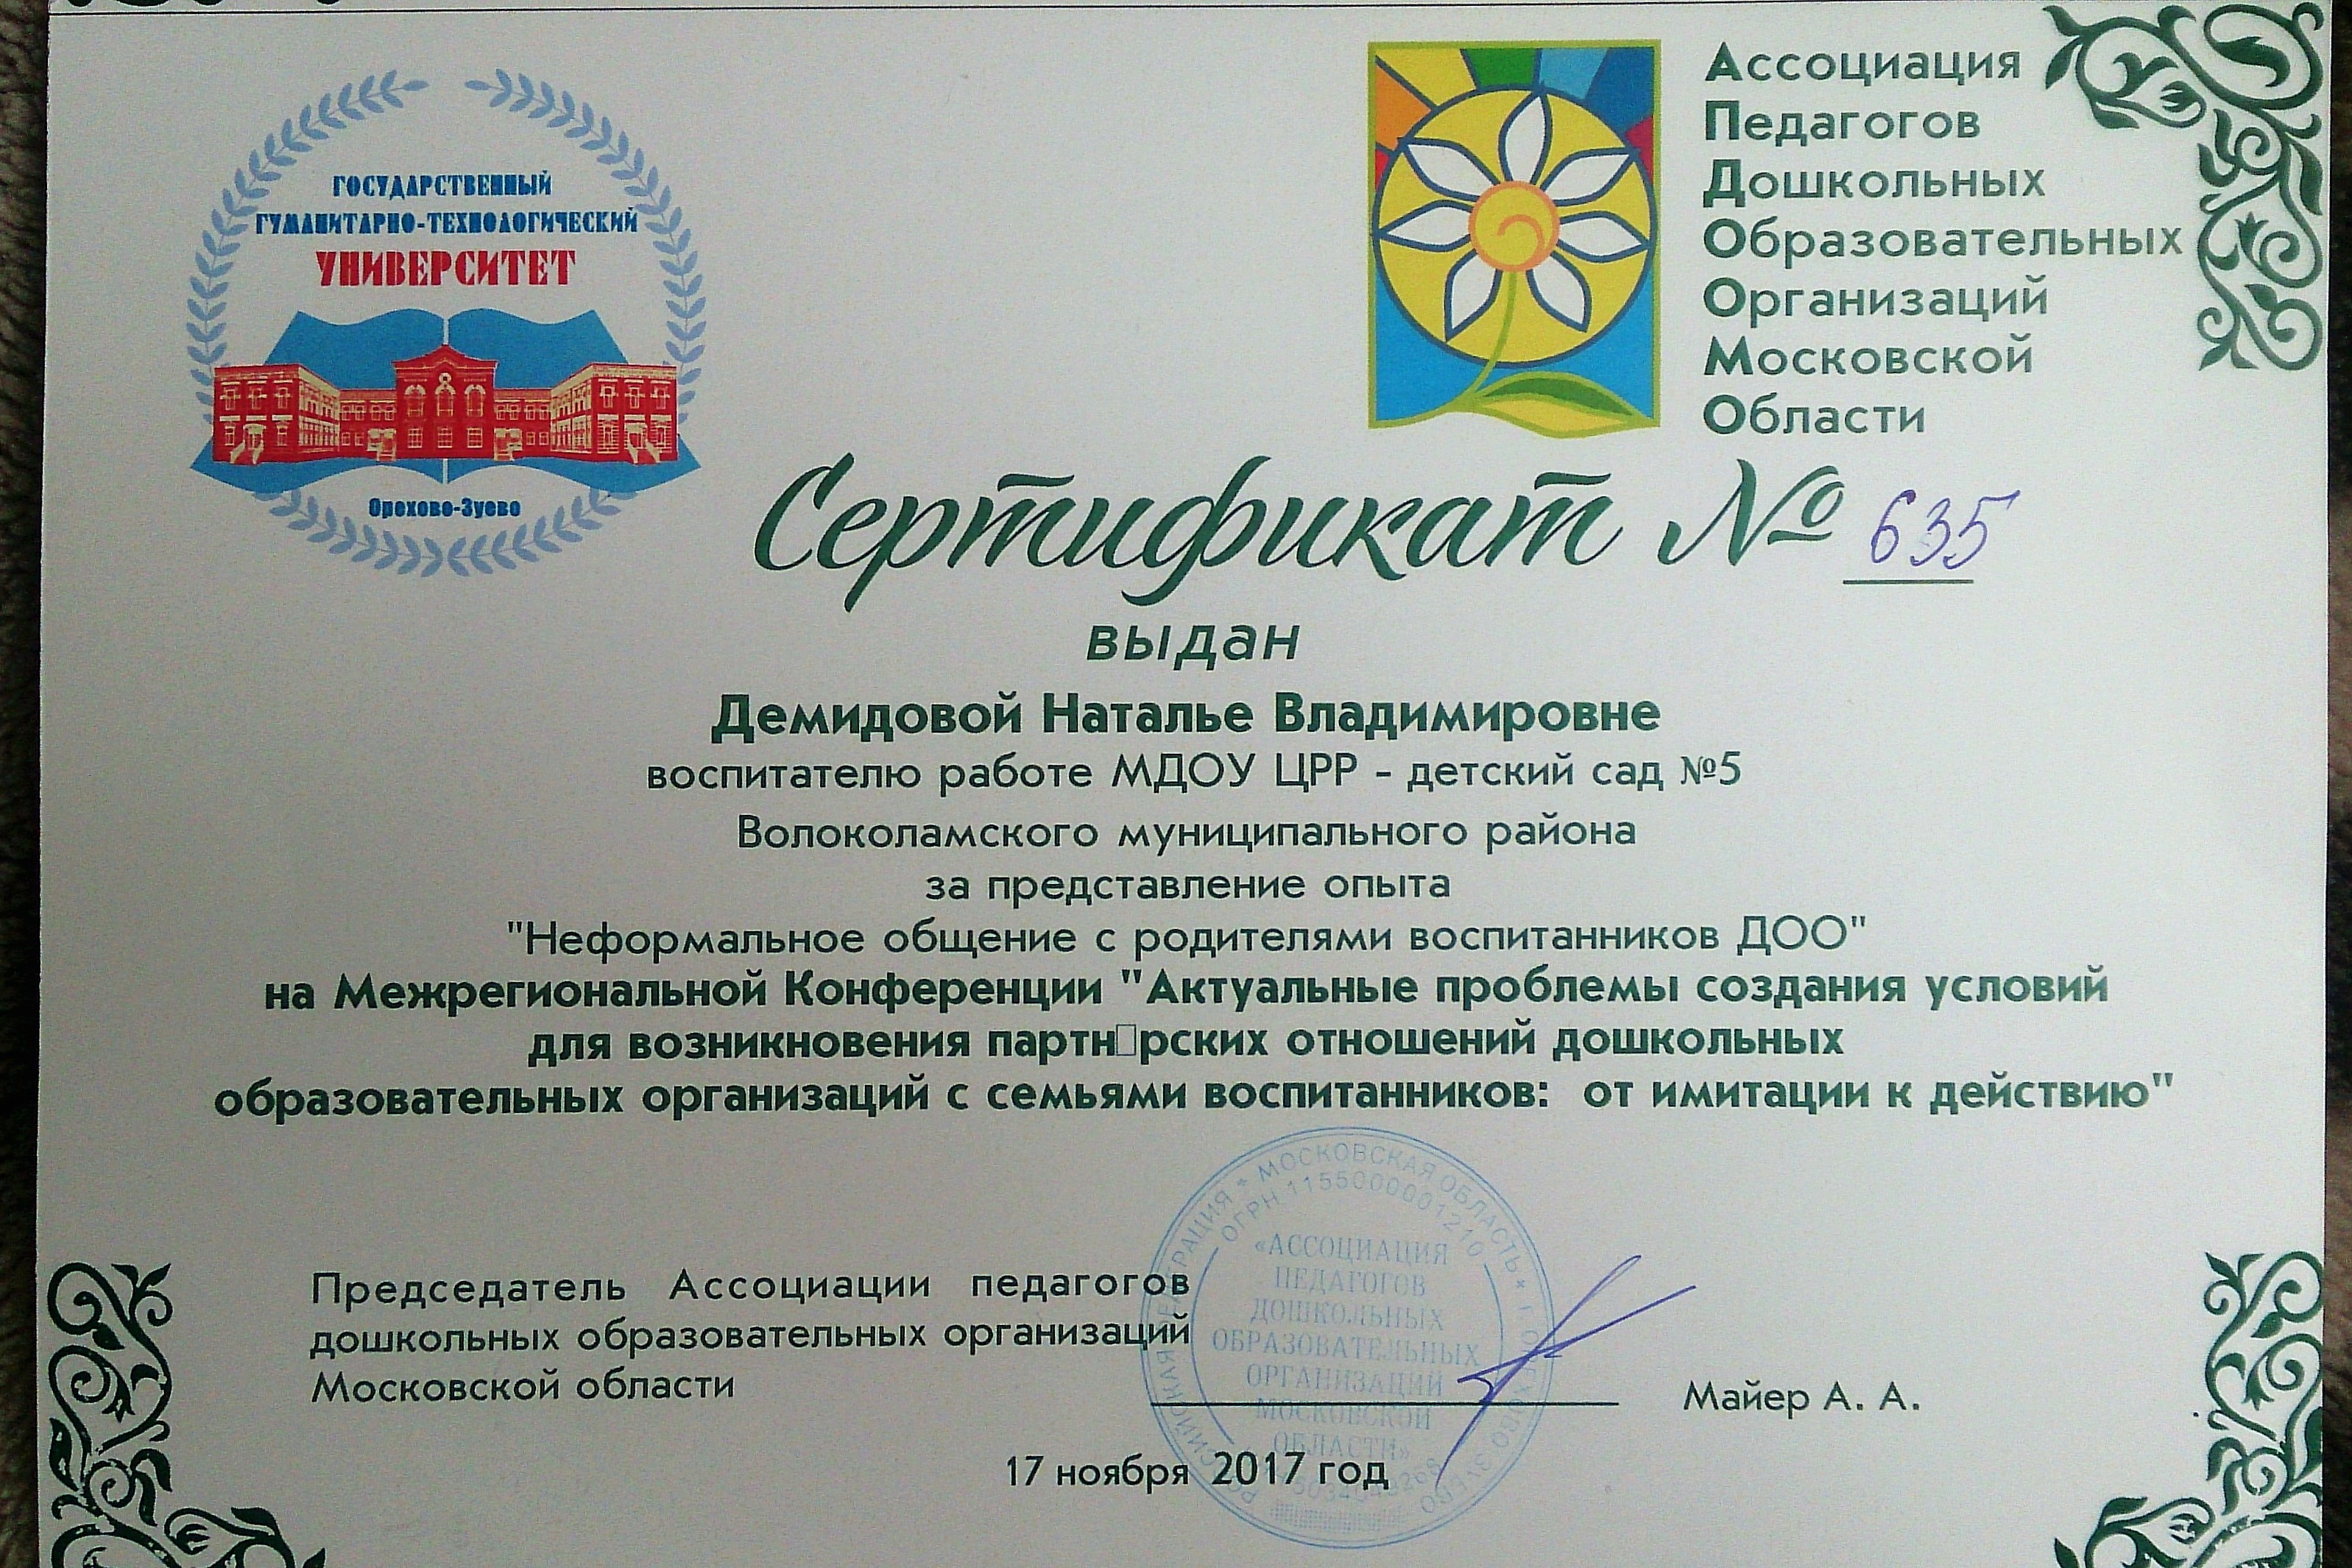 ГОСУДАРСТВЕННЫЙ
ГУМАНИТАРНО-ТЕХНОЛОГИЧЕСКИЙ
УНИВЕРСИТЕТ
Орехово-Зуево
Ассоциация
Педагогов
Дошкольных
Образовательных
Организаций
Московской
Области
Сертификат № 635
выдан
Демидовой Наталье Владимировне
воспитателю работе МДОУ ЦРР - детский сад №5
Волоколамского муниципального района
за представление опыта
"Неформальное общение с родителями воспитанников ДОО"
на Межрегиональной Конференции "Актуальные проблемы создания условий
для возникновения партн□рских отношений дошкольных
образовательных организаций с семьями воспитанников: от имитации к действию"
Председатель Ассоциации педагогов
дошкольных образовательных организаций
Московской области
Майер А. А.
17 ноября 2017 год
МОСКОВСКАЯ ОБЛАСТЬ
ОГРН 1155000001210
«АССОЦИАЦИЯ
ПЕДАГОГОВ
ДОШКОЛЬНЫХ
ОБРАЗОВАТЕЛЬНЫХ
ОРГАНИЗАЦИЙ
МОСКОВСКОЙ
ОБЛАСТИ»